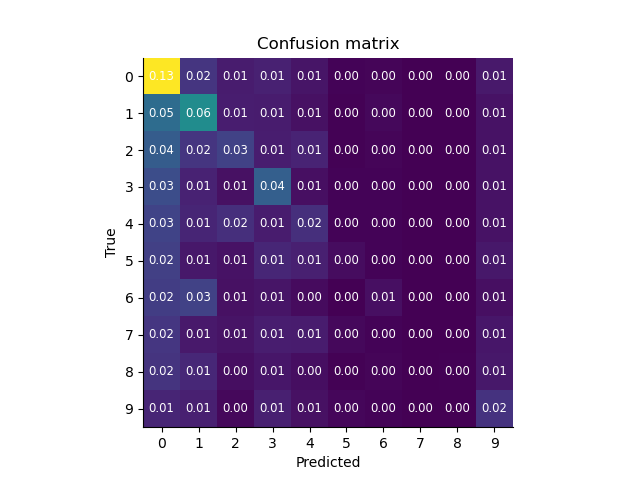 Confusion matrix
0 0.13 0.02 0.01 0.01 0.01 0.00 0.00 0.00 0.00 0.01
1 0.05 0.06 0.01 0.01 0.01 0.00 0.00 0.00 0.00 0.01
2 0.04 0.02 0.03 0.01 0.01 0.00 0.00 0.00 0.00 0.01
3 0.03 0.01 0.01 0.04 0.01 0.00 0.00 0.00 0.00 0.01
4 0.03 0.01 0.02 0.01 0.02 0.00 0.00 0.00 0.00 0.01
True
5 0.02 0.01 0.01 0.01 0.01 0.00 0.00 0.00 0.00 0.01
6 0.02 0.03 0.01 0.01 0.00 0.00 0.01 0.00 0.00 0.01
7 0.02 0.01 0.01 0.01 0.01 0.00 0.00 0.00 0.00 0.01
8 0.02 0.01 0.00 0.01 0.00 0.00 0.00 0.00 0.00 0.01
9 0.01 0.01 0.00 0.01 0.01 0.00 0.00 0.00 0.00 0.02
0 1 2 3 4 5 6 7 8 9
Predicted